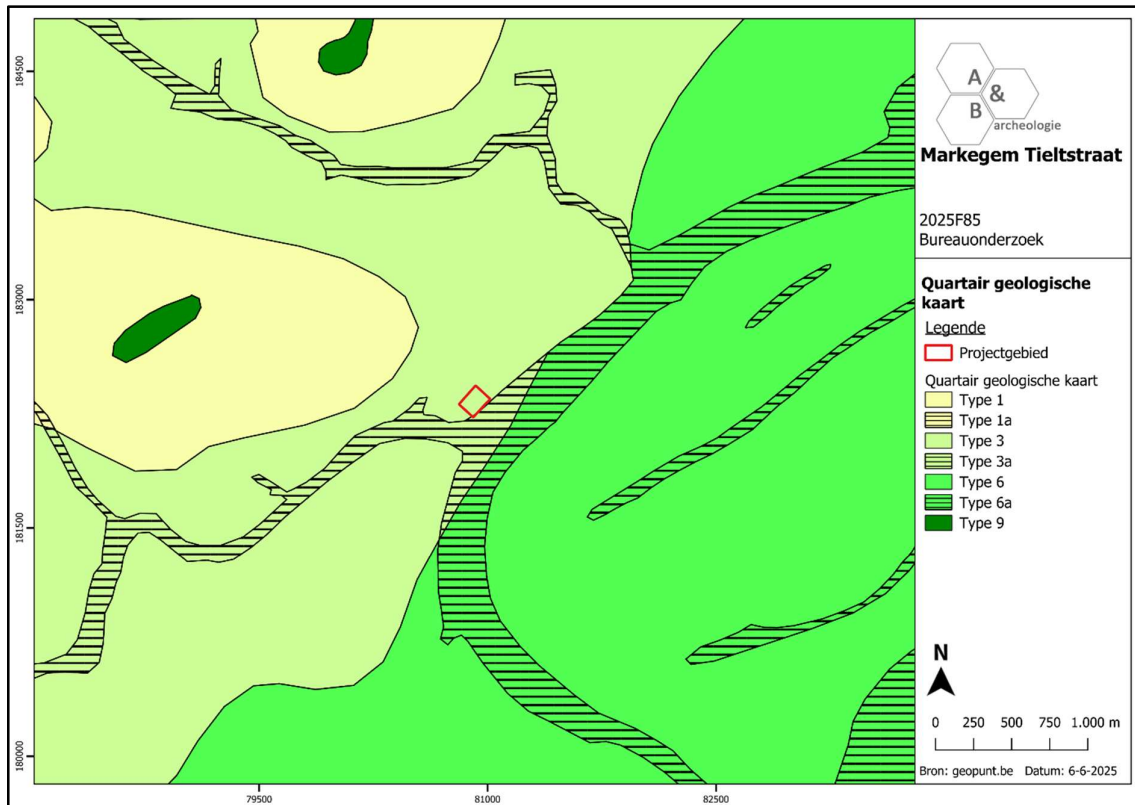 A
&
B
archeologie
Markegem Tieltstraat
2025F85
Bureauonderzoek
Quartair geologische
kaart
Legende
Projectgebied
Quartair geologische kaart
Type 1
Type 1a
Type 3
Type 3a
Type 6
Type 6a
Type 9
N
0 250 500 750 1.000 m
Bron: geopunt.be Datum: 6-6-2025
184500
183000
181500
180000
79500 81000 82500